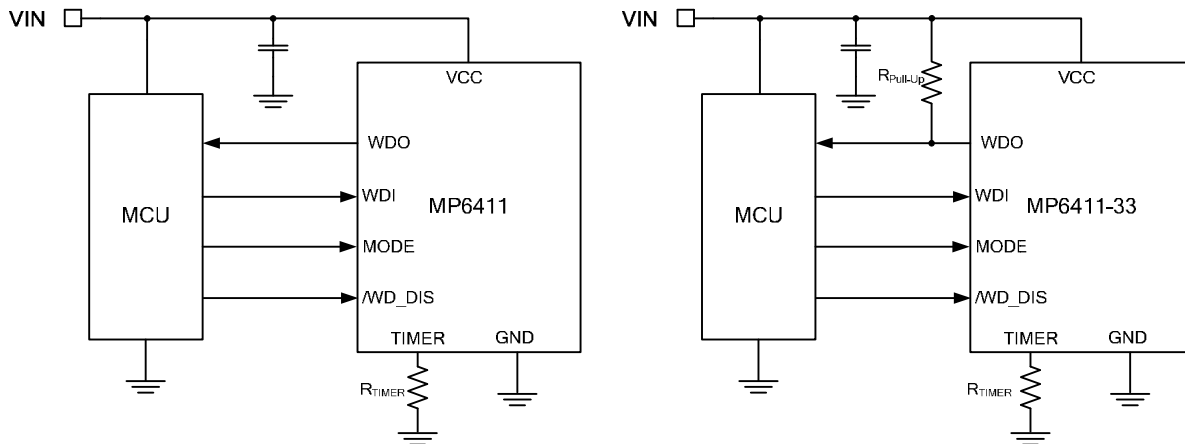 VIN
VCC
WDO
WDI
MCU
MP6411
MODE
/WD_DIS
TIMER
GND
RTIMER
VIN
RPull-Up
VCC
WDO
WDI
MCU
MP6411-33
MODE
/WD_DIS
TIMER
GND
RTIMER